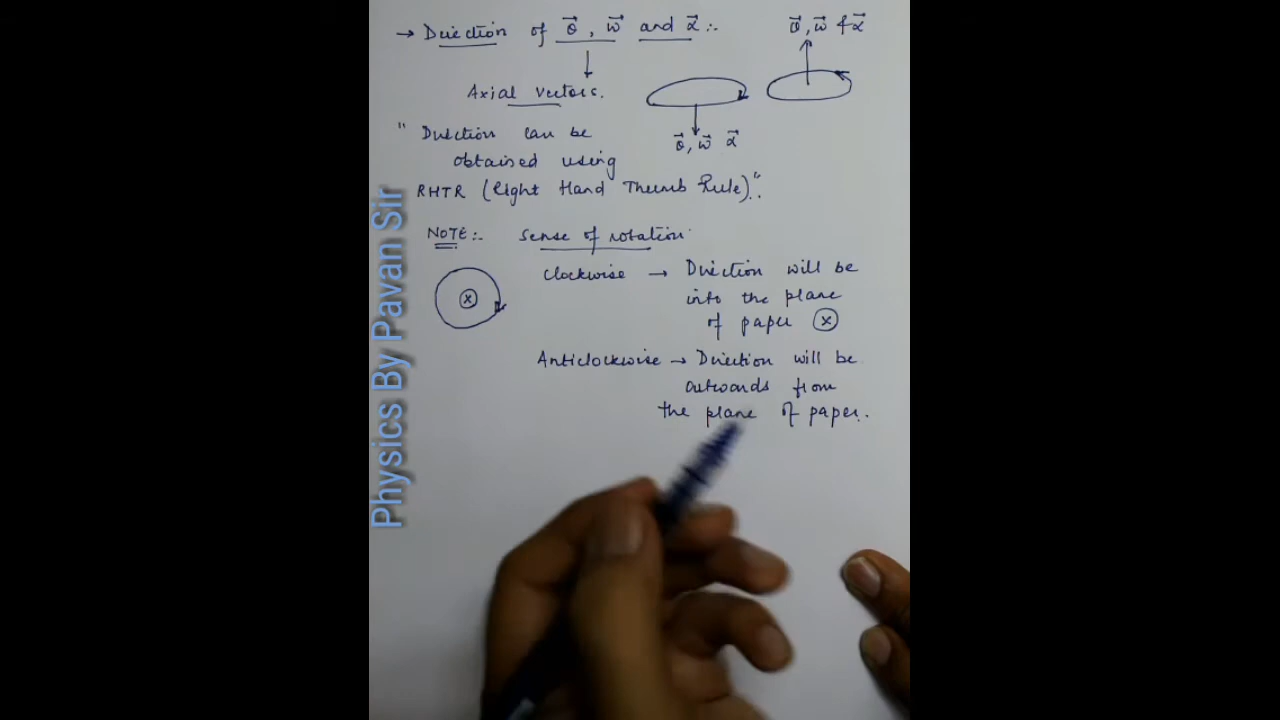 → Direction of θ⃗, ω⃗ and α⃗ :.
θ⃗, ω⃗ & α⃗
↓
Axial vectors.
θ⃗, ω⃗ α⃗
" Direction can be
obtained using
RHTR (Right Hand Thumb Rule)."
NOTE:- Sense of rotation.
Clockwise → Direction will be
into the plane
of paper ⓧ
ⓧ
Anticlockwise → Direction will be
outwards from
the plane of paper.
Physics By Pavan Sir